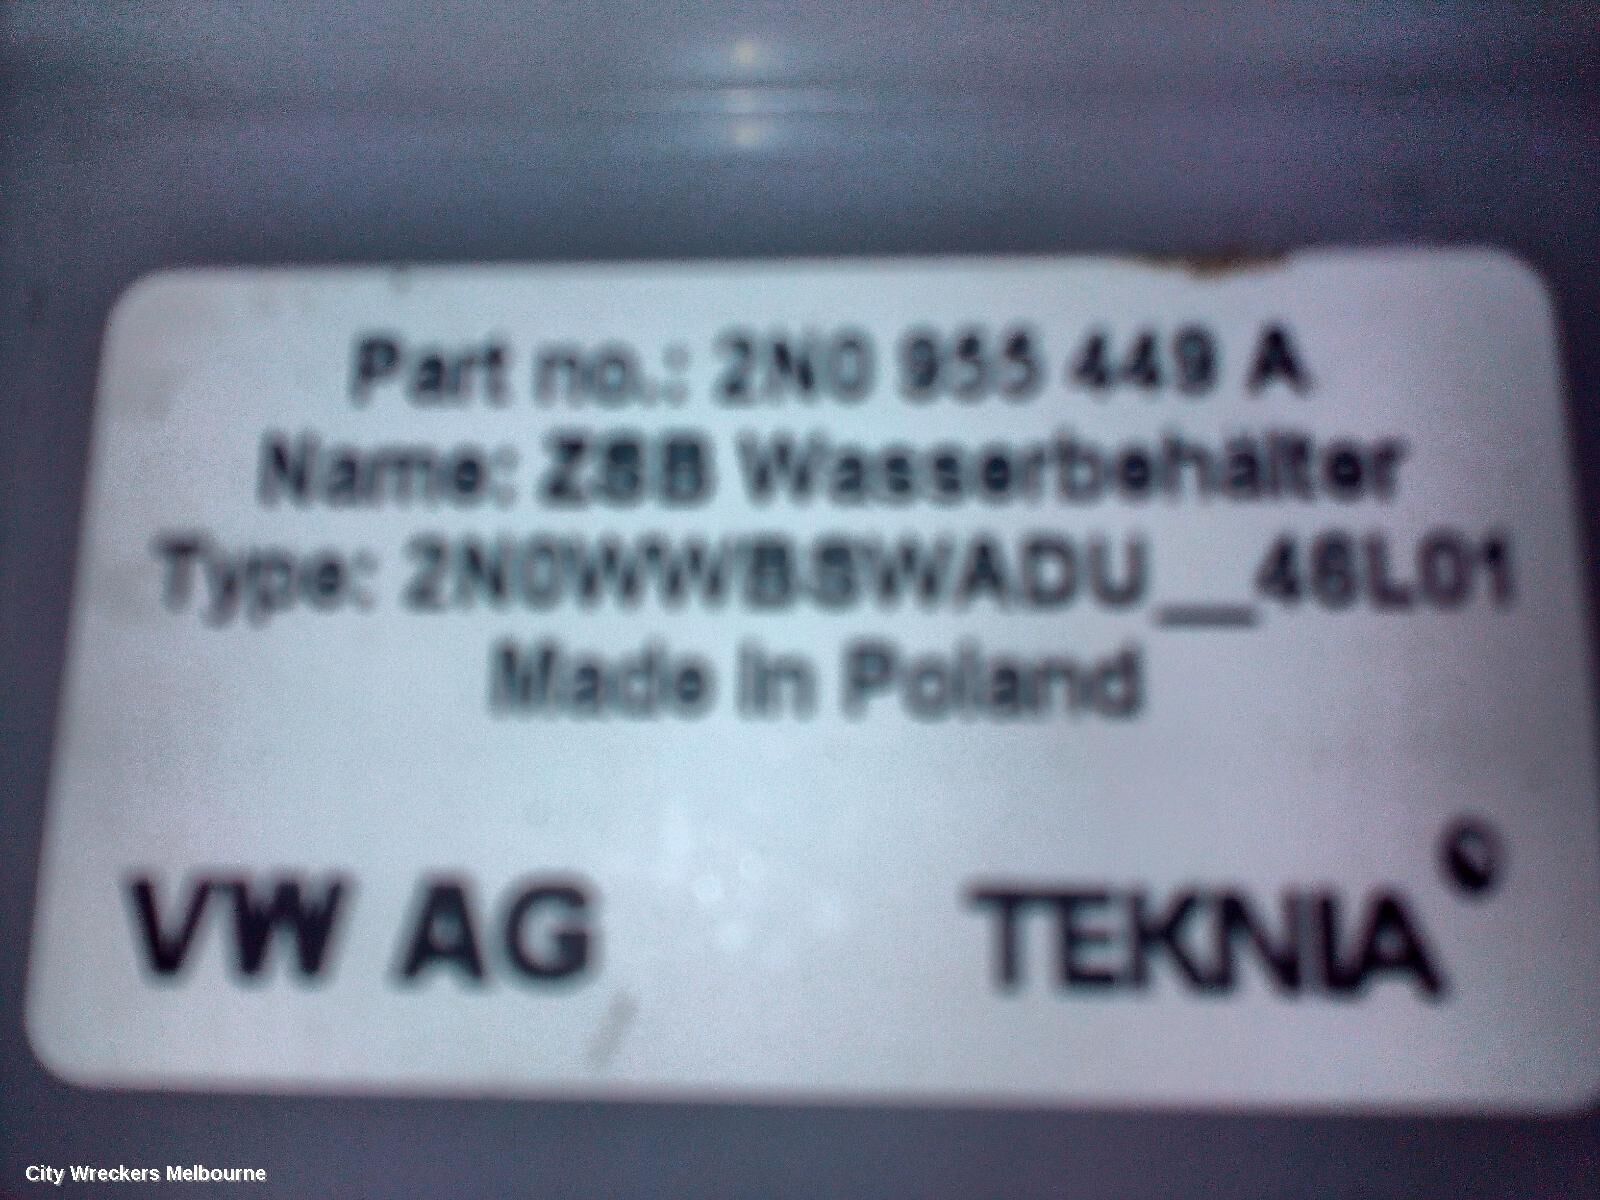 Part no.: 2N0 955 449 A
Name: ZSB Wasserbehälter
Type: 2N0WWBSWADU__46L01
Made in Poland
VW AG
TEKNIA
City Wreckers Melbourne